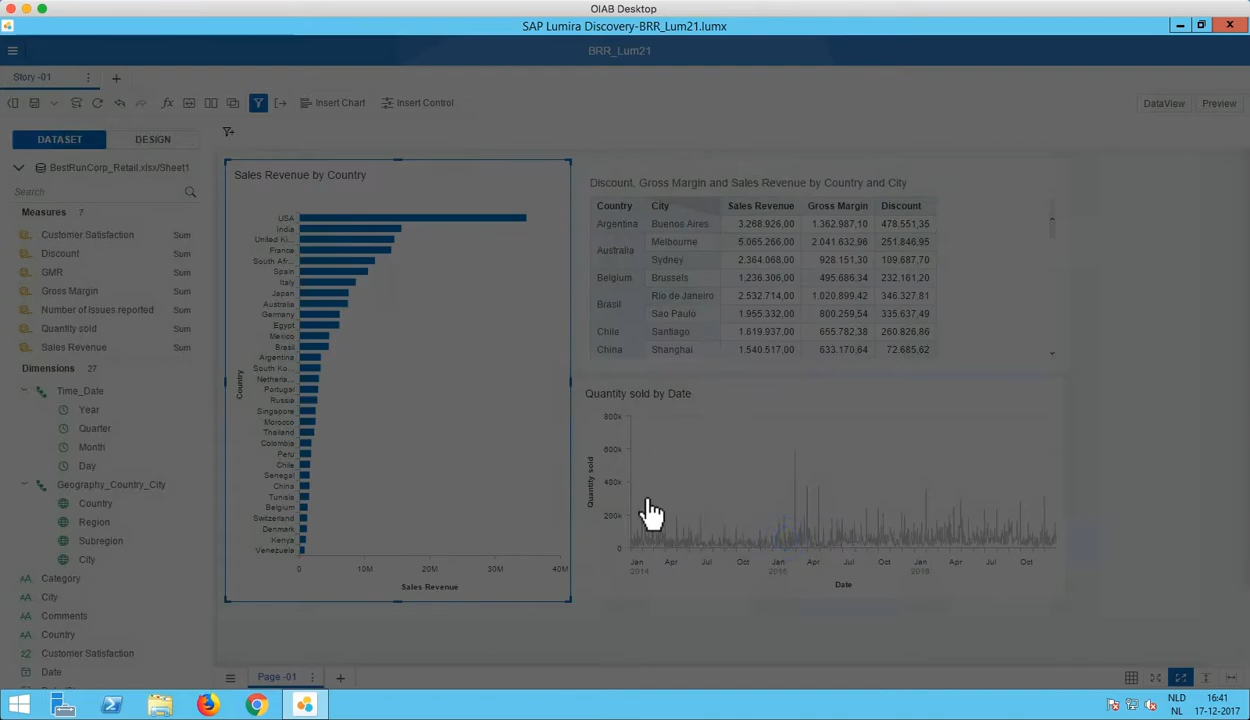 OIAB Desktop
SAP Lumira Discovery-BRR_Lum21.lumx
BRR_Lum21
Story -01
Insert Chart
Insert Control
DataView
Preview
DATASET
DESIGN
BestRunCorp_Retail.xlsx/Sheet1
Search
Measures 7
Customer Satisfaction Sum
Discount Sum
GMR Sum
Gross Margin Sum
Number of Issues reported Sum
Quantity sold Sum
Sales Revenue Sum
Dimensions 27
Time_Date
Year
Quarter
Month
Day
Geography_Country_City
Country
Region
Subregion
City
Category
City
Comments
Country
Customer Satisfaction
Date
Sales Revenue by Country
USA
India
United Ki...
France
South Afr...
Spain
Italy
Japan
Australia
Germany
Egypt
Mexico
Brasil
Argentina
South Ko...
Netherla...
Portugal
Russia
Singapore
Morocco
Thailand
Colombia
Peru
Chile
Senegal
China
Tunisie
Belgium
Switzerland
Denmark
Kenya
Venezuela
Country
0 10M 20M 30M 40M
Sales Revenue
Discount, Gross Margin and Sales Revenue by Country and City
Country City Sales Revenue Gross Margin Discount
Argentina Buenos Aires 3.268.926,00 1.362.987,10 478.551,35
Australia Melbourne 5.065.266,00 2.041.632,96 251.846,95
Sydney 2.364.068,00 928.151,30 109.687,70
Belgium Brussels 1.236.306,00 495.686,34 232.161,20
Brasil Rio de Janeiro 2.532.714,00 1.020.899,42 346.327,81
Sao Paulo 1.955.332,00 800.259,54 335.637,49
Chile Santiago 1.619.937,00 655.782,38 260.826,86
China Shanghai 1.540.517,00 633.170,64 72.685,62
Quantity sold by Date
800k
600k
400k
200k
0
Quantity sold
Jan Apr Jul Oct Jan Apr Jul Oct Jan Apr Jul Oct
2014 2015
Date
Page -01
NLD 16:41
NL 17-12-2017